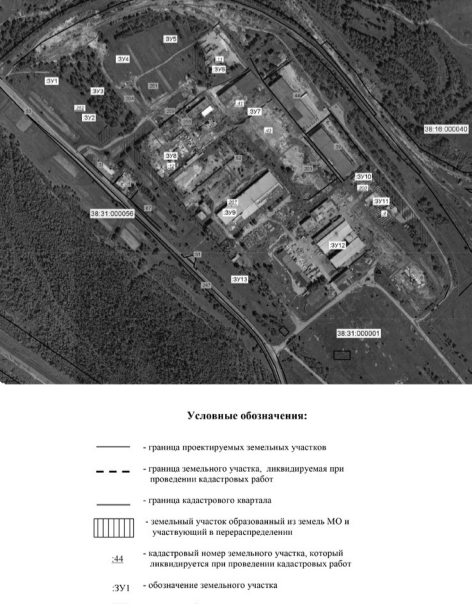 :ЗУ5
:ЗУ4
:ЗУ6
:ЗУ1
:ЗУ3
:ЗУ2
:ЗУ7
38:16:000040
:ЗУ8
:ЗУ10
:ЗУ11
38:31:000056
:ЗУ9
:ЗУ12
:ЗУ13
38:31:000001
Условные обозначения:
- граница проектируемых земельных участков
- граница земельного участка, ликвидируемая при
проведении кадастровых работ
- граница кадастрового квартала
- земельный участок образованный из земель МО и
участвующий в перераспределении
:44
- кадастровый номер земельного участка, который
ликвидируется при проведении кадастровых работ
:ЗУ1
- обозначение земельного участка